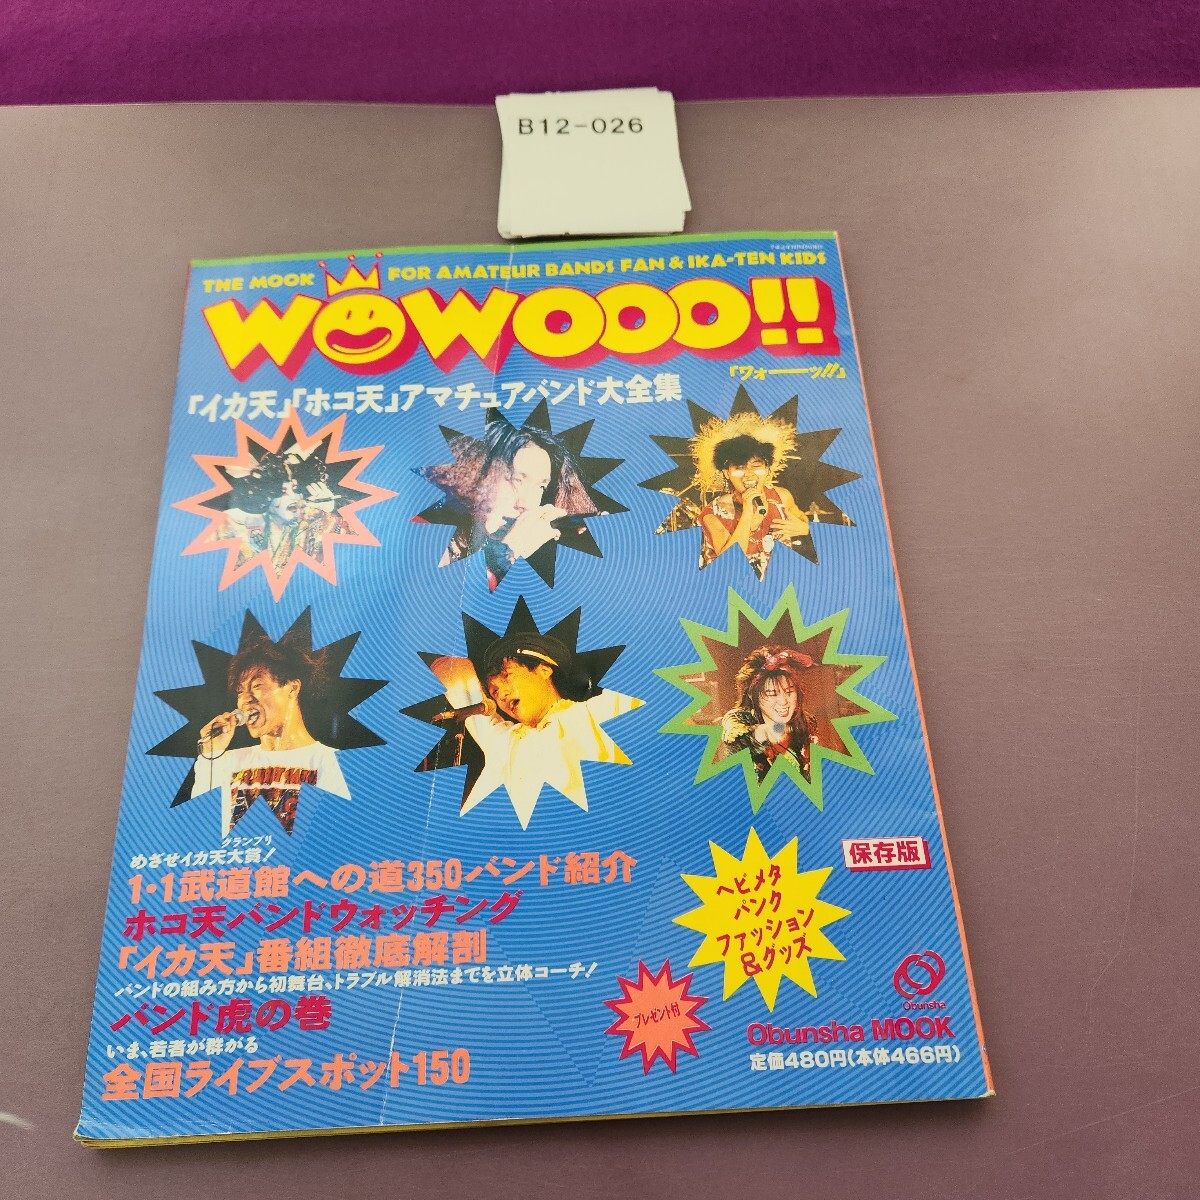 B12-026
THE MOOK FOR AMATEUR BANDS FAN & IKA-TEN KIDS
WOWOOO!!
『ワォーーッ!!』
「イカ天」「ホコ天」アマチュアバンド大全集
グランプリ
めざせイカ天大賞!
1・1武道館への道350バンド紹介
ホコ天バンドウォッチング
「イカ天」番組徹底解剖
バンドの組み方から初舞台、トラブル解消法までを立体コーチ!
バンド虎の巻
いま、若者が群がる
全国ライブスポット150
保存版
ヘビメタ
パンク
ファッション
&グッズ
プレゼント付
Obunsha
Obunsha MOOK
定価480円(本体466円)